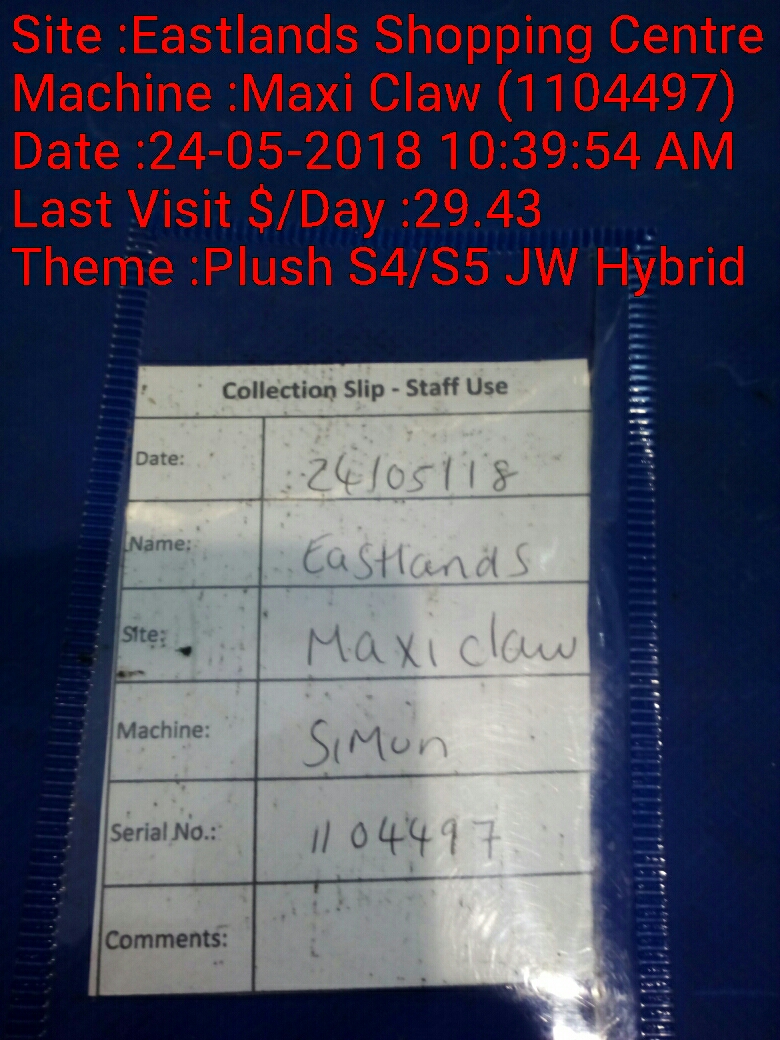 Site :Eastlands Shopping Centre
Machine :Maxi Claw (1104497)
Date :24-05-2018 10:39:54 AM
Last Visit $/Day :29.43
Theme :Plush S4/S5 JW Hybrid
Collection Slip - Staff Use
Date: 24/05/18
Name: Eastlands
Site: Maxi claw
Machine: Simon
Serial No.: 1104497
Comments: